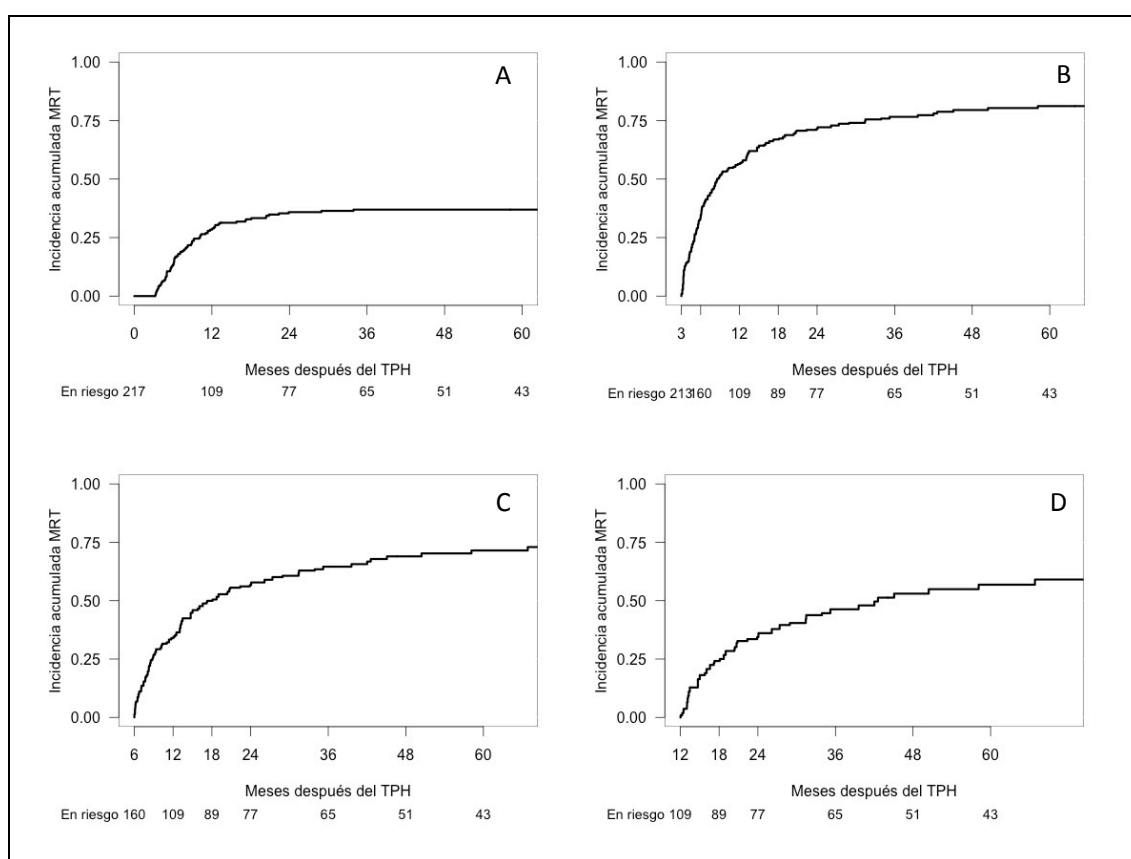 A
Incidencia acumulada MRT
1.00
0.75
0.50
0.25
0.00
0 12 24 36 48 60
Meses después del TPH
En riesgo 217 109 77 65 51 43
B
Incidencia acumulada MRT
1.00
0.75
0.50
0.25
0.00
3 6 12 18 24 36 48 60
Meses después del TPH
En riesgo 213160 109 89 77 65 51 43
C
Incidencia acumulada MRT
1.00
0.75
0.50
0.25
0.00
6 12 18 24 36 48 60
Meses después del TPH
En riesgo 160 109 89 77 65 51 43
D
Incidencia acumulada MRT
1.00
0.75
0.50
0.25
0.00
12 18 24 36 48 60
Meses después del TPH
En riesgo 109 89 77 65 51 43